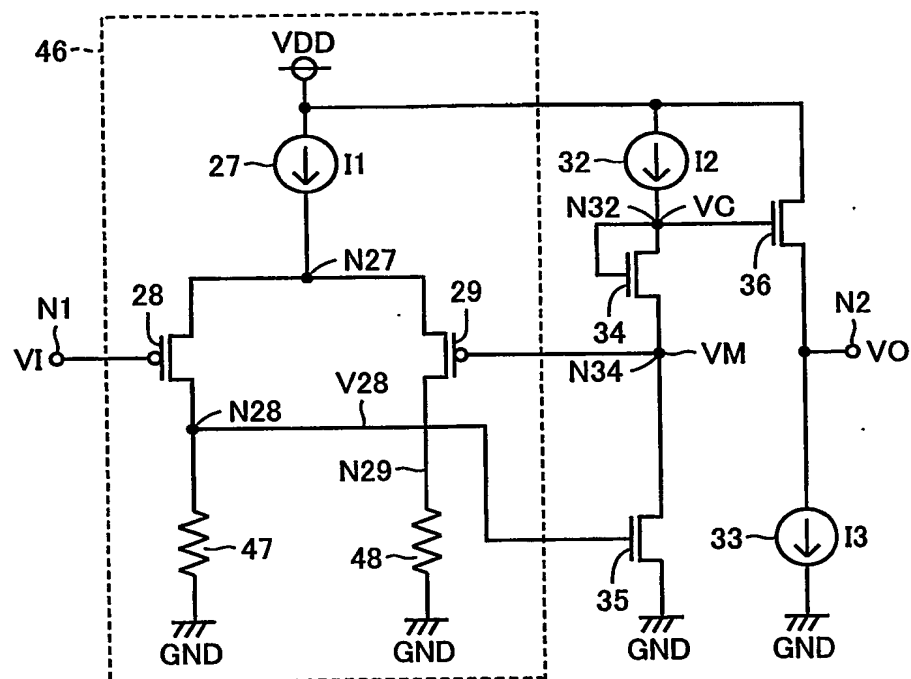 46
VDD
27
I1
32
I2
N32
VC
N27
36
28
29
34
N1
N2
VI
VM
VO
N34
V28
N28
N29
47
48
35
33
I3
GND
GND
GND
GND